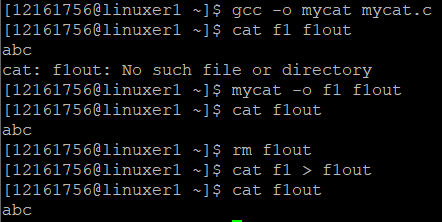 [12161756@linuxer1 ~]$ gcc -o mycat mycat.c
[12161756@linuxer1 ~]$ cat f1 f1out
abc
cat: f1out: No such file or directory
[12161756@linuxer1 ~]$ mycat -o f1 f1out
[12161756@linuxer1 ~]$ cat f1out
abc
[12161756@linuxer1 ~]$ rm f1out
[12161756@linuxer1 ~]$ cat f1 > f1out
[12161756@linuxer1 ~]$ cat f1out
abc